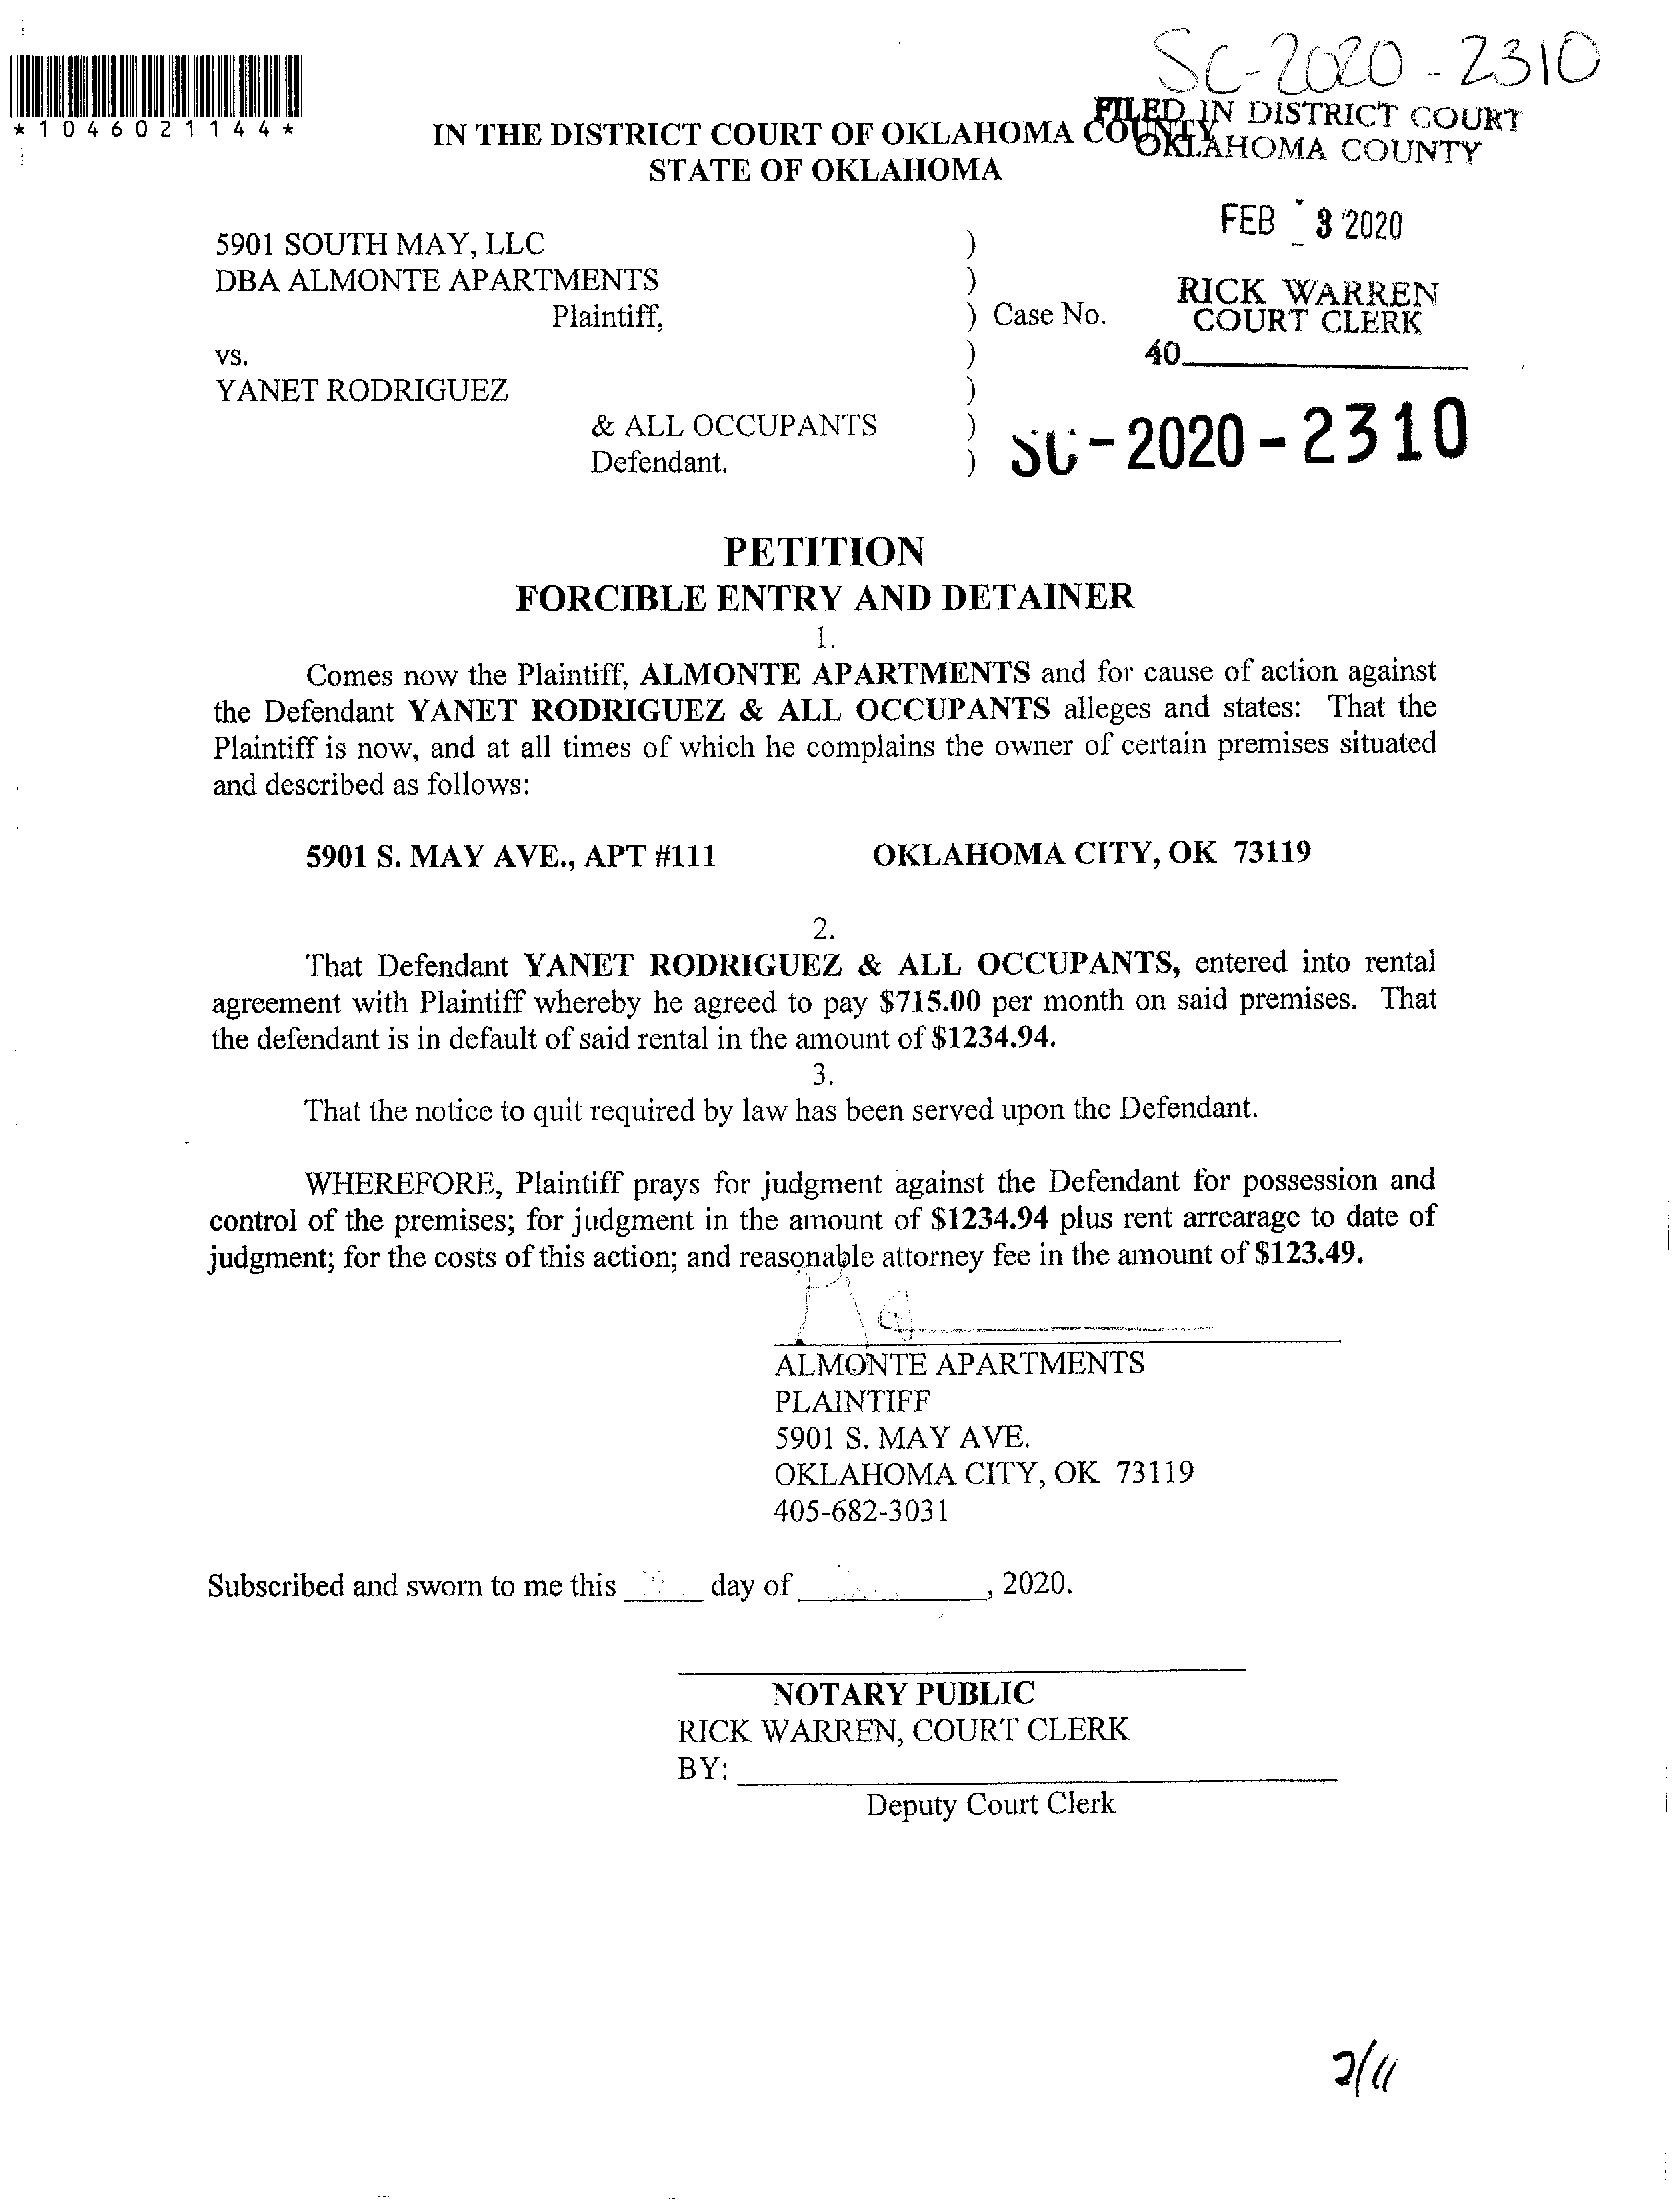 SC-2020-2310
*1046021144*
FILED IN DISTRICT COURT
OKLAHOMA COUNTY
IN THE DISTRICT COURT OF OKLAHOMA COUNTY
STATE OF OKLAHOMA
FEB - 3 2020
5901 SOUTH MAY, LLC )
DBA ALMONTE APARTMENTS )
RICK WARREN
Plaintiff, ) Case No.
COURT CLERK
vs. )
40
YANET RODRIGUEZ )
& ALL OCCUPANTS )
SC-2020-2310
Defendant. )
PETITION
FORCIBLE ENTRY AND DETAINER
1.
Comes now the Plaintiff, ALMONTE APARTMENTS and for cause of action against
the Defendant YANET RODRIGUEZ & ALL OCCUPANTS alleges and states: That the
Plaintiff is now, and at all times of which he complains the owner of certain premises situated
and described as follows:
5901 S. MAY AVE., APT #111 OKLAHOMA CITY, OK 73119
2.
That Defendant YANET RODRIGUEZ & ALL OCCUPANTS, entered into rental
agreement with Plaintiff whereby he agreed to pay $715.00 per month on said premises. That
the defendant is in default of said rental in the amount of $1234.94.
3.
That the notice to quit required by law has been served upon the Defendant.
WHEREFORE, Plaintiff prays for judgment against the Defendant for possession and
control of the premises; for judgment in the amount of $1234.94 plus rent arrearage to date of
judgment; for the costs of this action; and reasonable attorney fee in the amount of $123.49.
ALMONTE APARTMENTS
PLAINTIFF
5901 S. MAY AVE.
OKLAHOMA CITY, OK 73119
405-682-3031
Subscribed and sworn to me this ____ day of ________, 2020.
NOTARY PUBLIC
RICK WARREN, COURT CLERK
BY:
Deputy Court Clerk
2/11